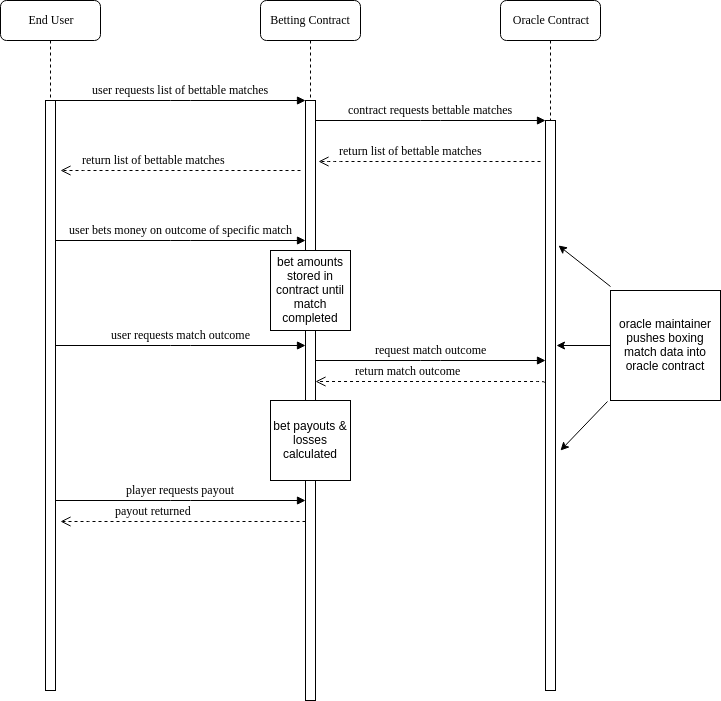 End User
Betting Contract
Oracle Contract
user requests list of bettable matches
contract requests bettable matches
return list of bettable matches
return list of bettable matches
user bets money on outcome of specific match
bet amounts
stored in
contract until
match
completed
oracle maintainer
pushes boxing
match data into
oracle contract
user requests match outcome
request match outcome
return match outcome
bet payouts &
losses
calculated
player requests payout
payout returned